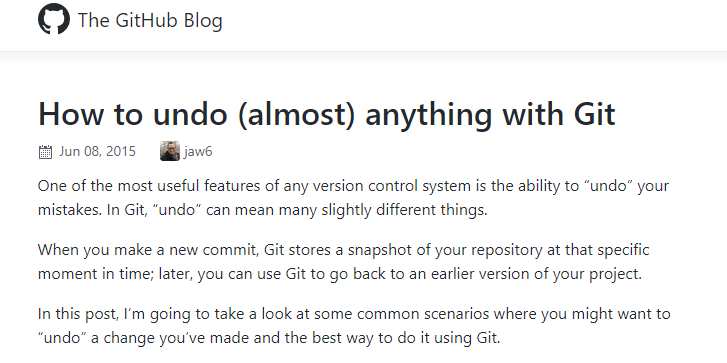 The GitHub Blog
How to undo (almost) anything with Git
Jun 08, 2015 jaw6
One of the most useful features of any version control system is the ability to “undo” your
mistakes. In Git, “undo” can mean many slightly different things.
When you make a new commit, Git stores a snapshot of your repository at that specific
moment in time; later, you can use Git to go back to an earlier version of your project.
In this post, I’m going to take a look at some common scenarios where you might want to
“undo” a change you’ve made and the best way to do it using Git.